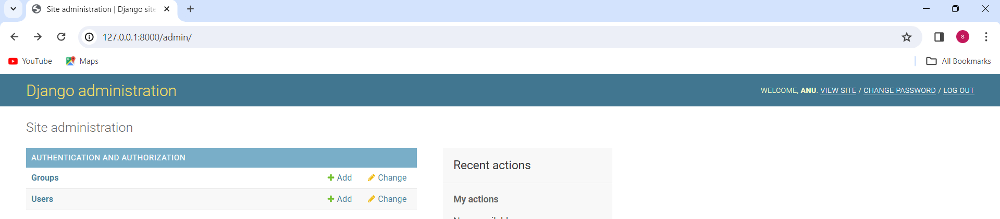 Site administration | Django site
127.0.0.1:8000/admin/
S
YouTube Maps All Bookmarks
Django administration
WELCOME, ANU. VIEW SITE / CHANGE PASSWORD / LOG OUT
Site administration
AUTHENTICATION AND AUTHORIZATION
Groups Add Change
Users Add Change
Recent actions
My actions